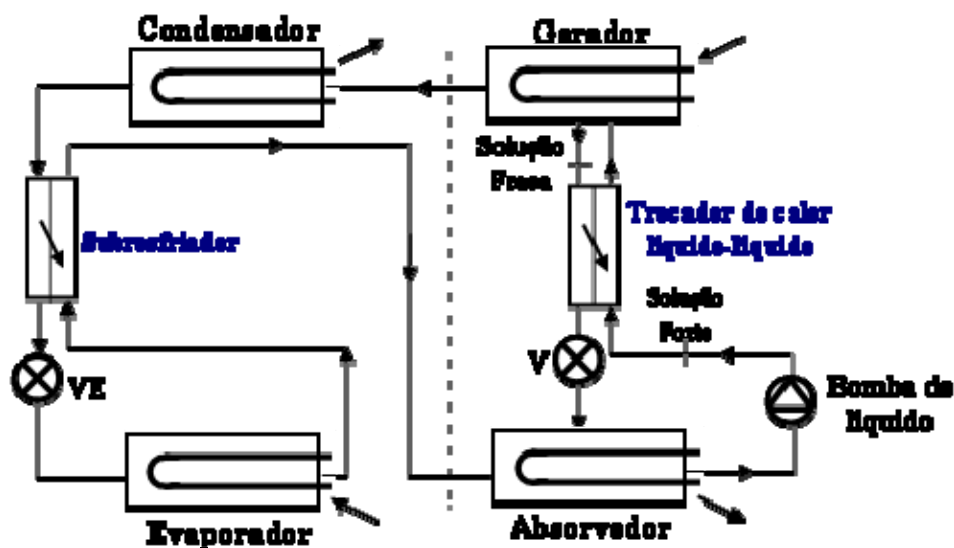 Condensador
Gerador
Solução
Fraca
Trocador de calor
líquido-líquido
Subresfriador
Solução
Forte
V
VE
Bomba de
líquido
Evaporador
Absorvedor